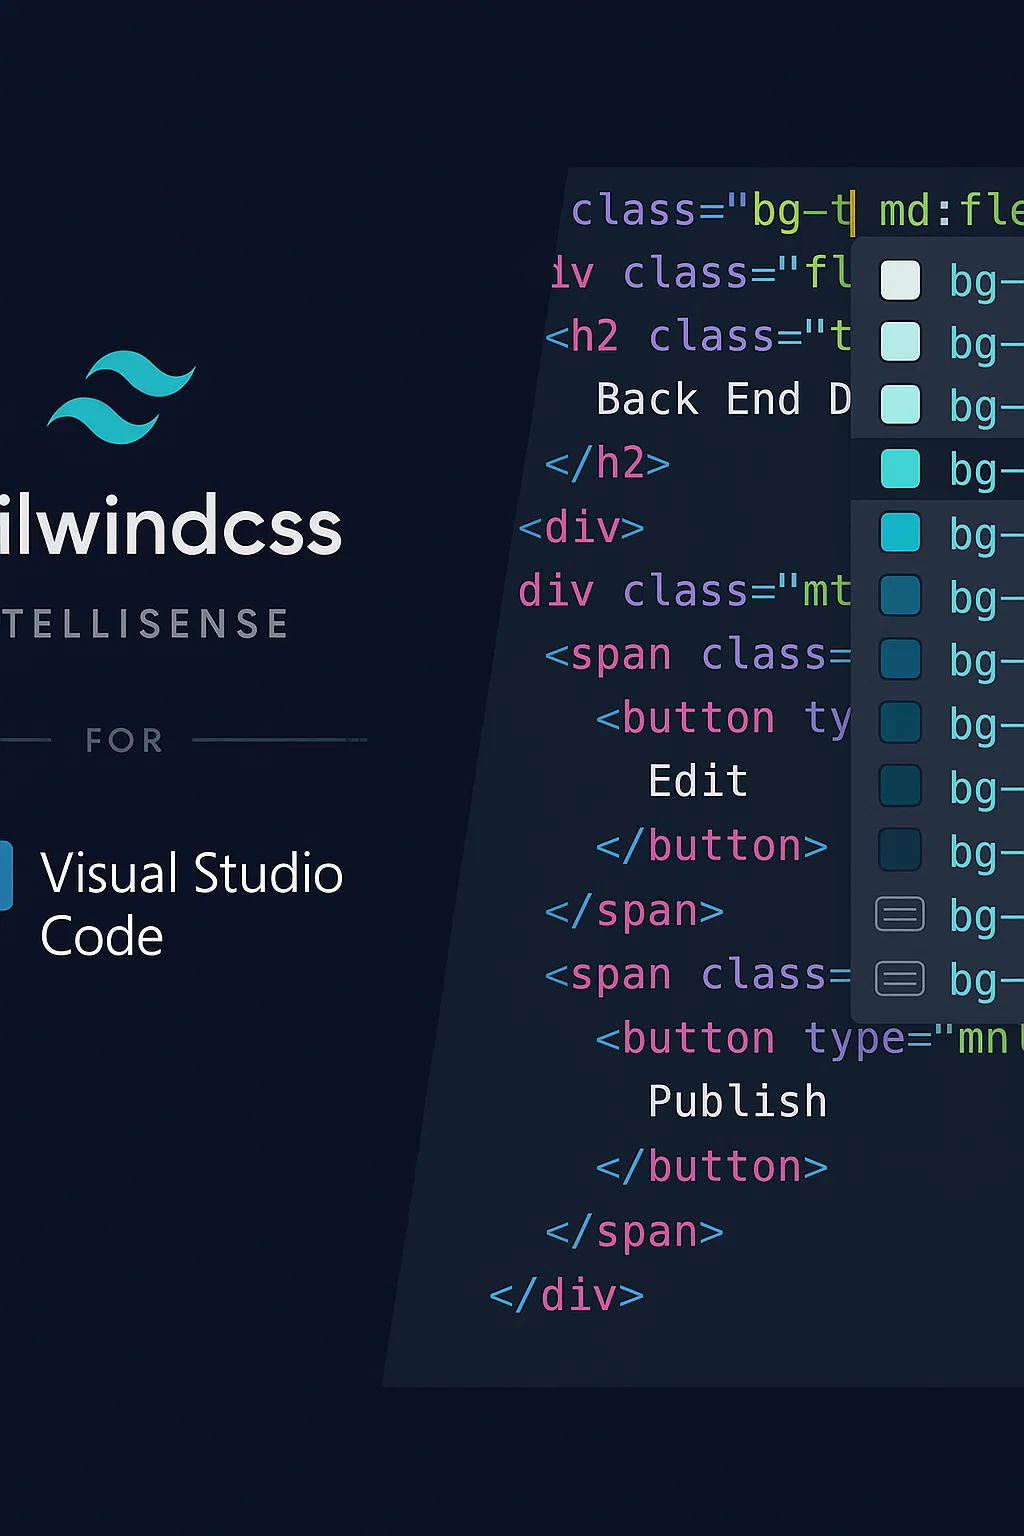 ilwindcss
TELLISENSE
FOR
Visual Studio
Code
class="bg-t md:fle
iv class="fl
<h2 class="t
Back End D
</h2>
<div>
div class="mt
<span class=
<button ty
Edit
</button>
</span>
<span class=
<button type="mnl
Publish
</button>
</span>
</div>
bg-
bg-
bg-
bg-
bg-
bg-
bg-
bg-
bg-
bg-
bg-
bg-